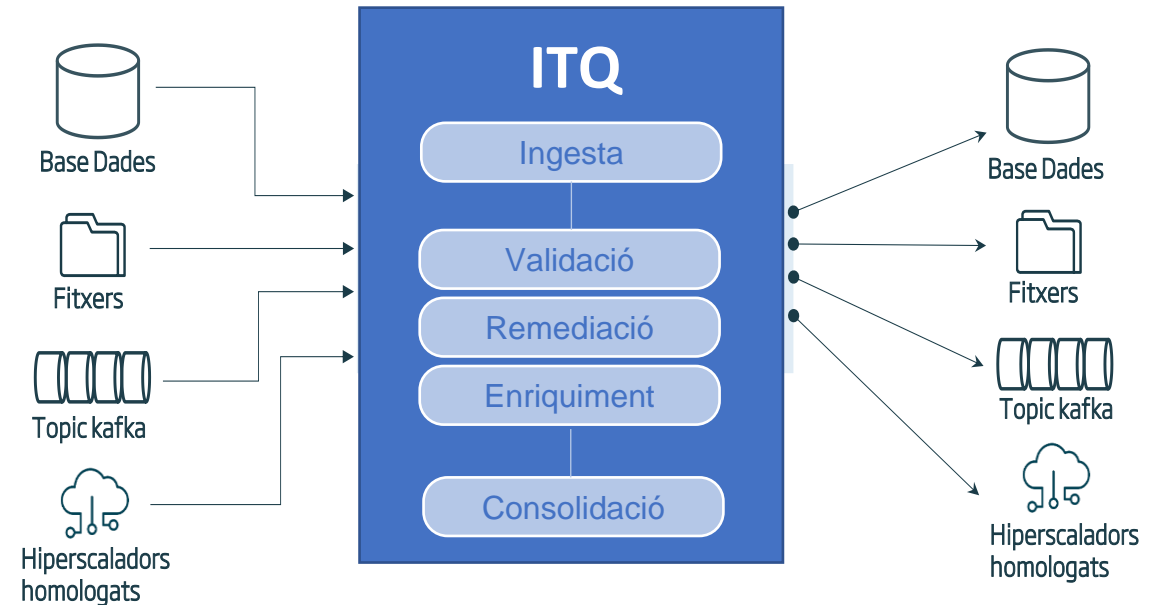 Base Dades
Fitxers
Topic kafka
Hiperscaladors
homologats
ITQ
Ingesta
Validació
Remediació
Enriquiment
Consolidació
Base Dades
Fitxers
Topic kafka
Hiperscaladors
homologats